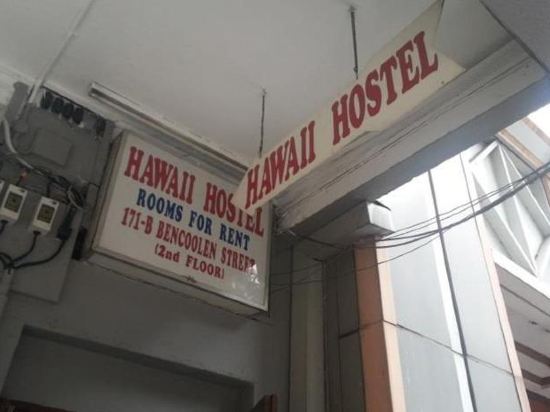 HAWAII HOSTEL
ROOMS FOR RENT
171-B BENCOOLEN STREET
(2nd FLOOR)
HAWAII HOSTEL